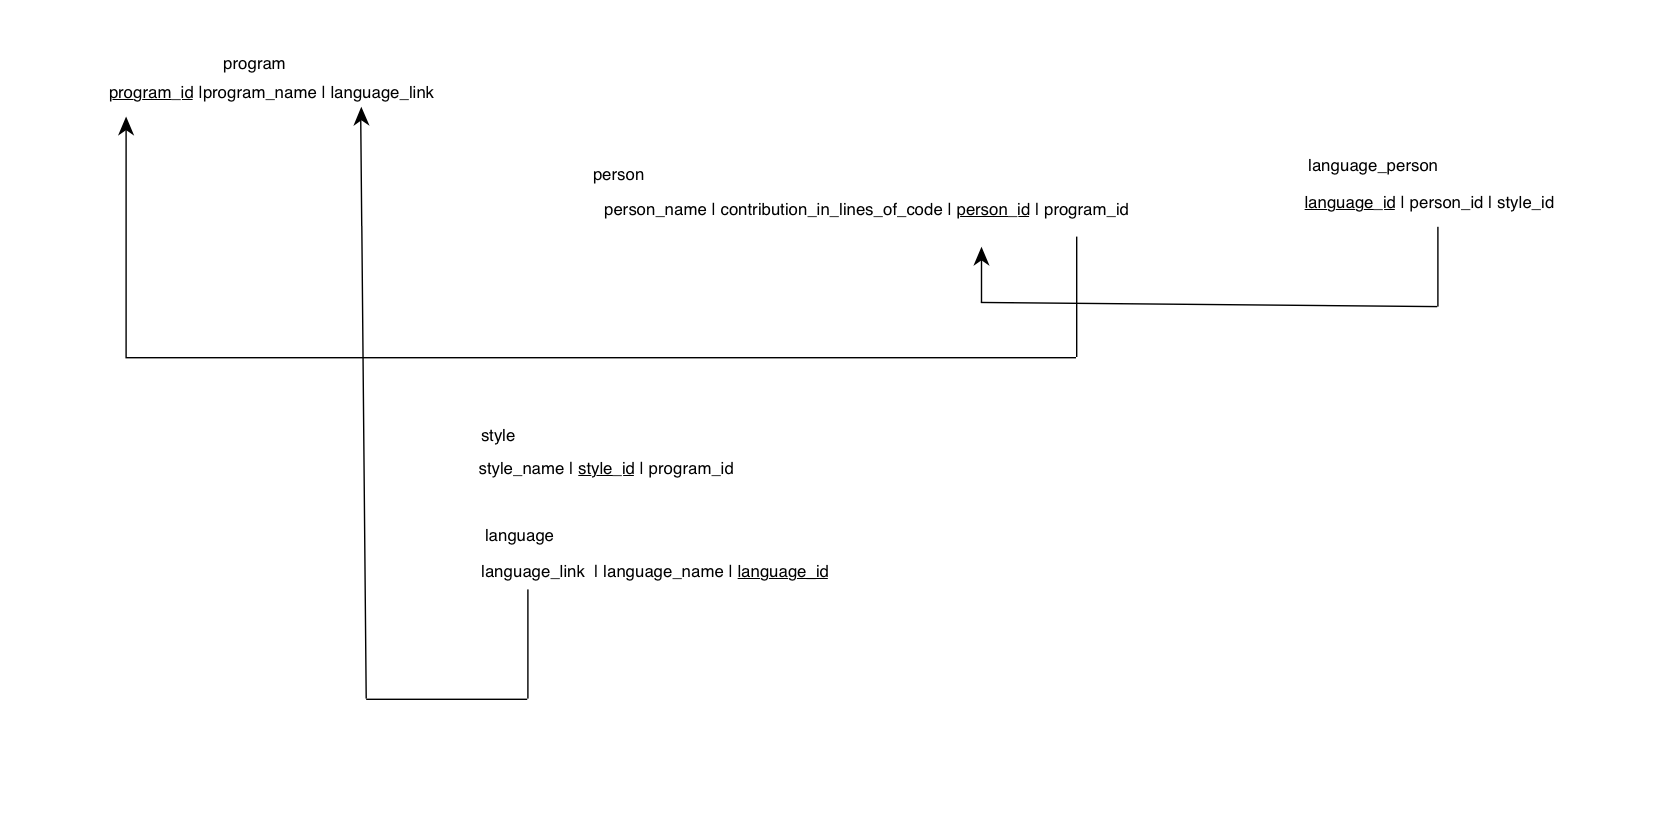 program
program_id |program_name | language_link
person
person_name | contribution_in_lines_of_code | person_id | program_id
language_person
language_id | person_id | style_id
style
style_name | style_id | program_id
language
language_link | language_name | language_id